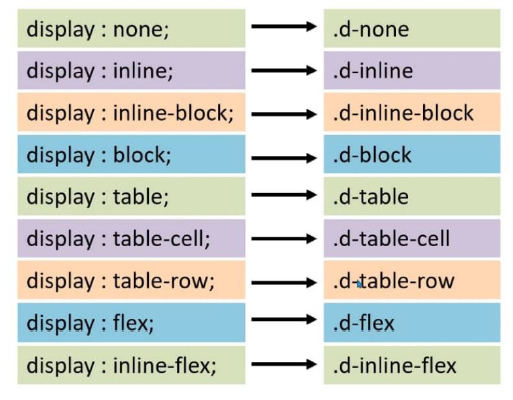 display : none; .d-none
display : inline; .d-inline
display : inline-block; .d-inline-block
display : block; .d-block
display : table; .d-table
display : table-cell; .d-table-cell
display : table-row; .d-table-row
display : flex; .d-flex
display : inline-flex; .d-inline-flex